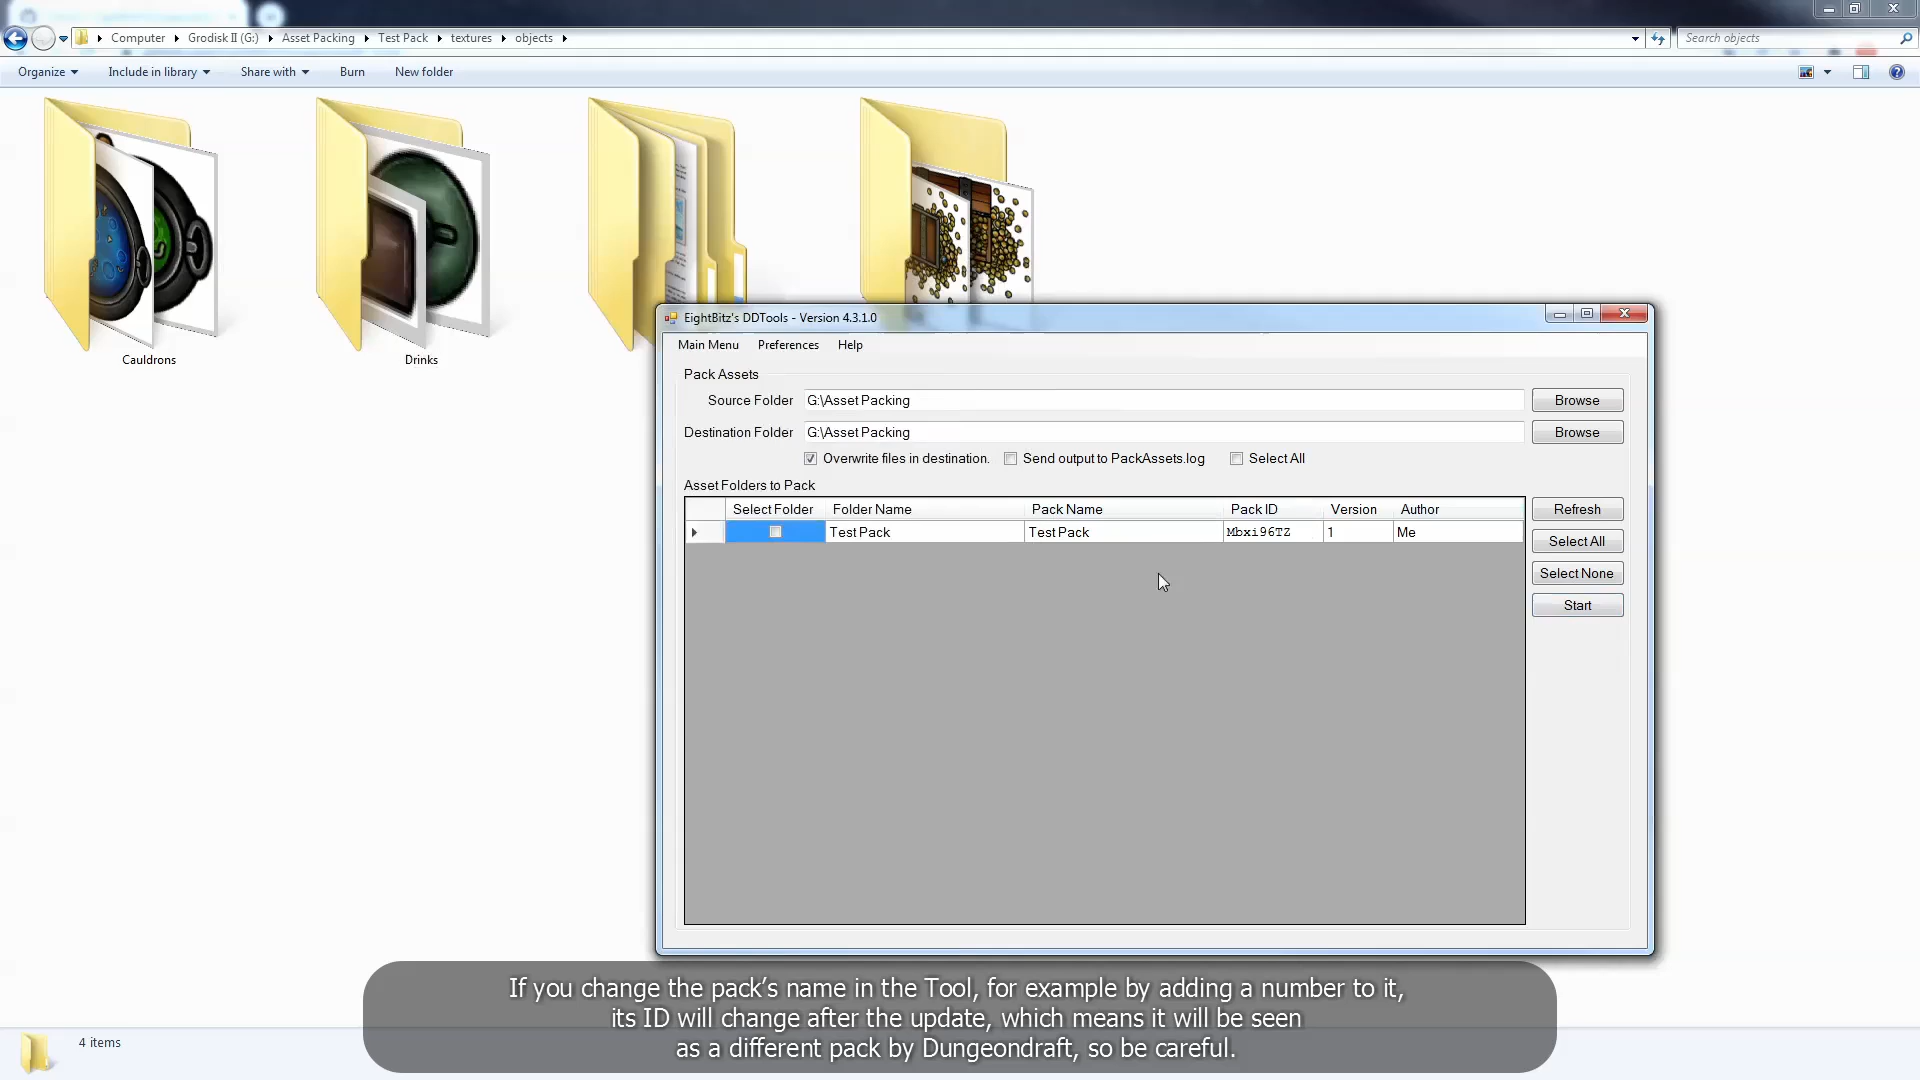 Computer Grodisk II (G:) Asset Packing Test Pack textures objects
Search objects
Organize Include in library Share with Burn New folder
Cauldrons
Drinks
EightBitz's DDTools - Version 4.3.1.0
Main Menu Preferences Help
Pack Assets
Source Folder G:\Asset Packing Browse
Destination Folder G:\Asset Packing Browse
Overwrite files in destination. Send output to PackAssets.log Select All
Asset Folders to Pack
Select Folder Folder Name Pack Name Pack ID Version Author
Test Pack Test Pack Mbxi96TZ 1 Me
Refresh
Select All
Select None
Start
If you change the pack's name in the Tool, for example by adding a number to it,
its ID will change after the update, which means it will be seen
as a different pack by Dungeondraft, so be careful.
4 items